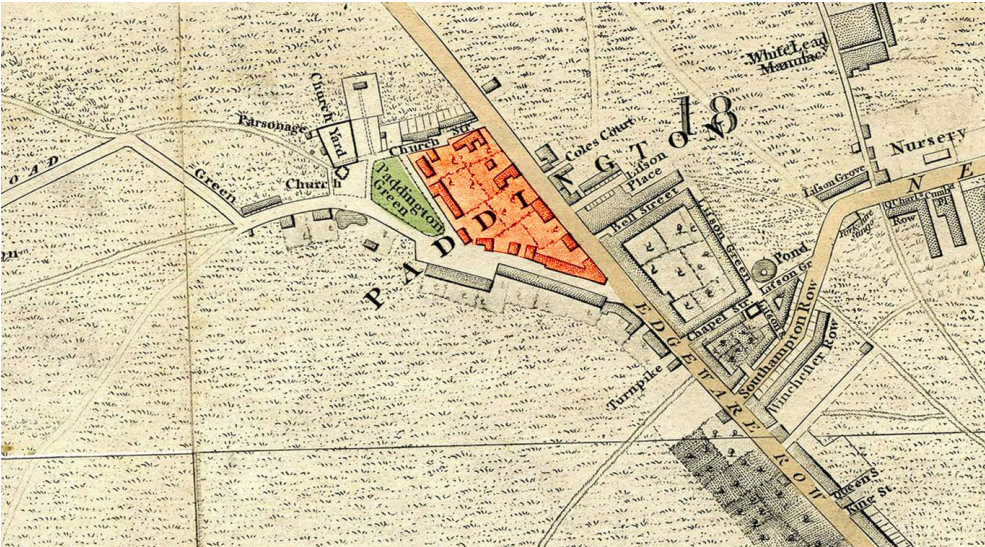 White Lead
Manufac
18
Church Yard
Parsonage
Church Str
Coles Court
Nursery
Lisson
Place
Lisson Grove
NE
OAD
Green
Church
Paddington
Green
PADDINGTON
Bell Street
Lisson Green
Row
Pond
Lisson Gr
Chapel Str
Southampton Row
Winchester Row
EDGEWARE ROW
Turnpike
Queen S
King St